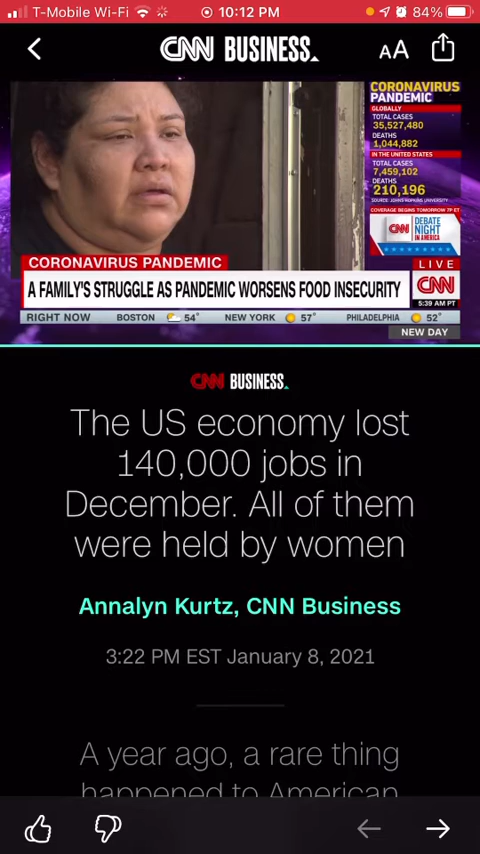 T-Mobile Wi-Fi 10:12 PM 84%
CNN BUSINESS AA
CORONAVIRUS
PANDEMIC
GLOBALLY
TOTAL CASES
35,527,480
DEATHS
1,044,882
IN THE UNITED STATES
TOTAL CASES
7,459,102
DEATHS
210,196
SOURCE: JOHNS HOPKINS UNIVERSITY
COVERAGE BEGINS TOMORROW 7P ET
CNN DEBATE
NIGHT
IN AMERICA
CORONAVIRUS PANDEMIC
A FAMILY'S STRUGGLE AS PANDEMIC WORSENS FOOD INSECURITY
LIVE
CNN
5:39 AM PT
RIGHT NOW BOSTON 54° NEW YORK 57° PHILADELPHIA 52°
NEW DAY
CNN BUSINESS
The US economy lost
140,000 jobs in
December. All of them
were held by women
Annalyn Kurtz, CNN Business
3:22 PM EST January 8, 2021
A year ago, a rare thing
happened to American